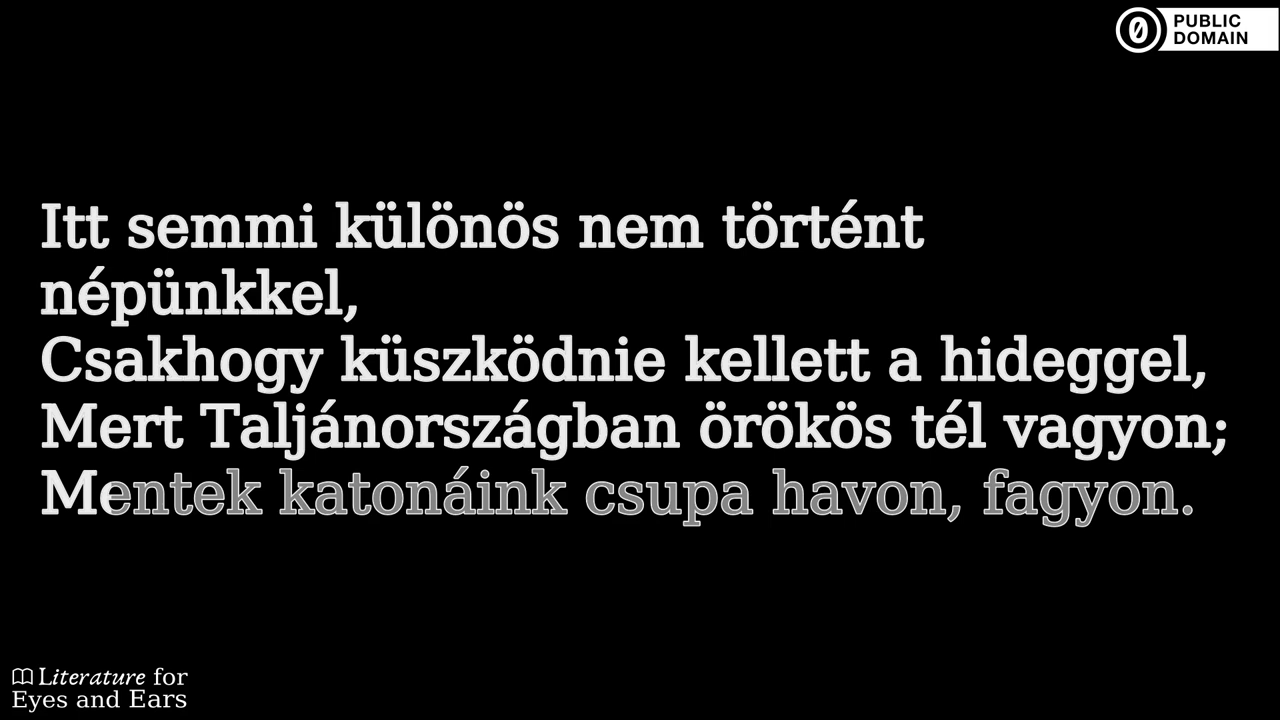 PUBLIC
DOMAIN
Itt semmi különös nem történt
népünkkel,
Csakhogy küszködnie kellett a hideggel,
Mert Taljánországban örökös tél vagyon;
Mentek katonáink csupa havon, fagyon.
Literature for
Eyes and Ears